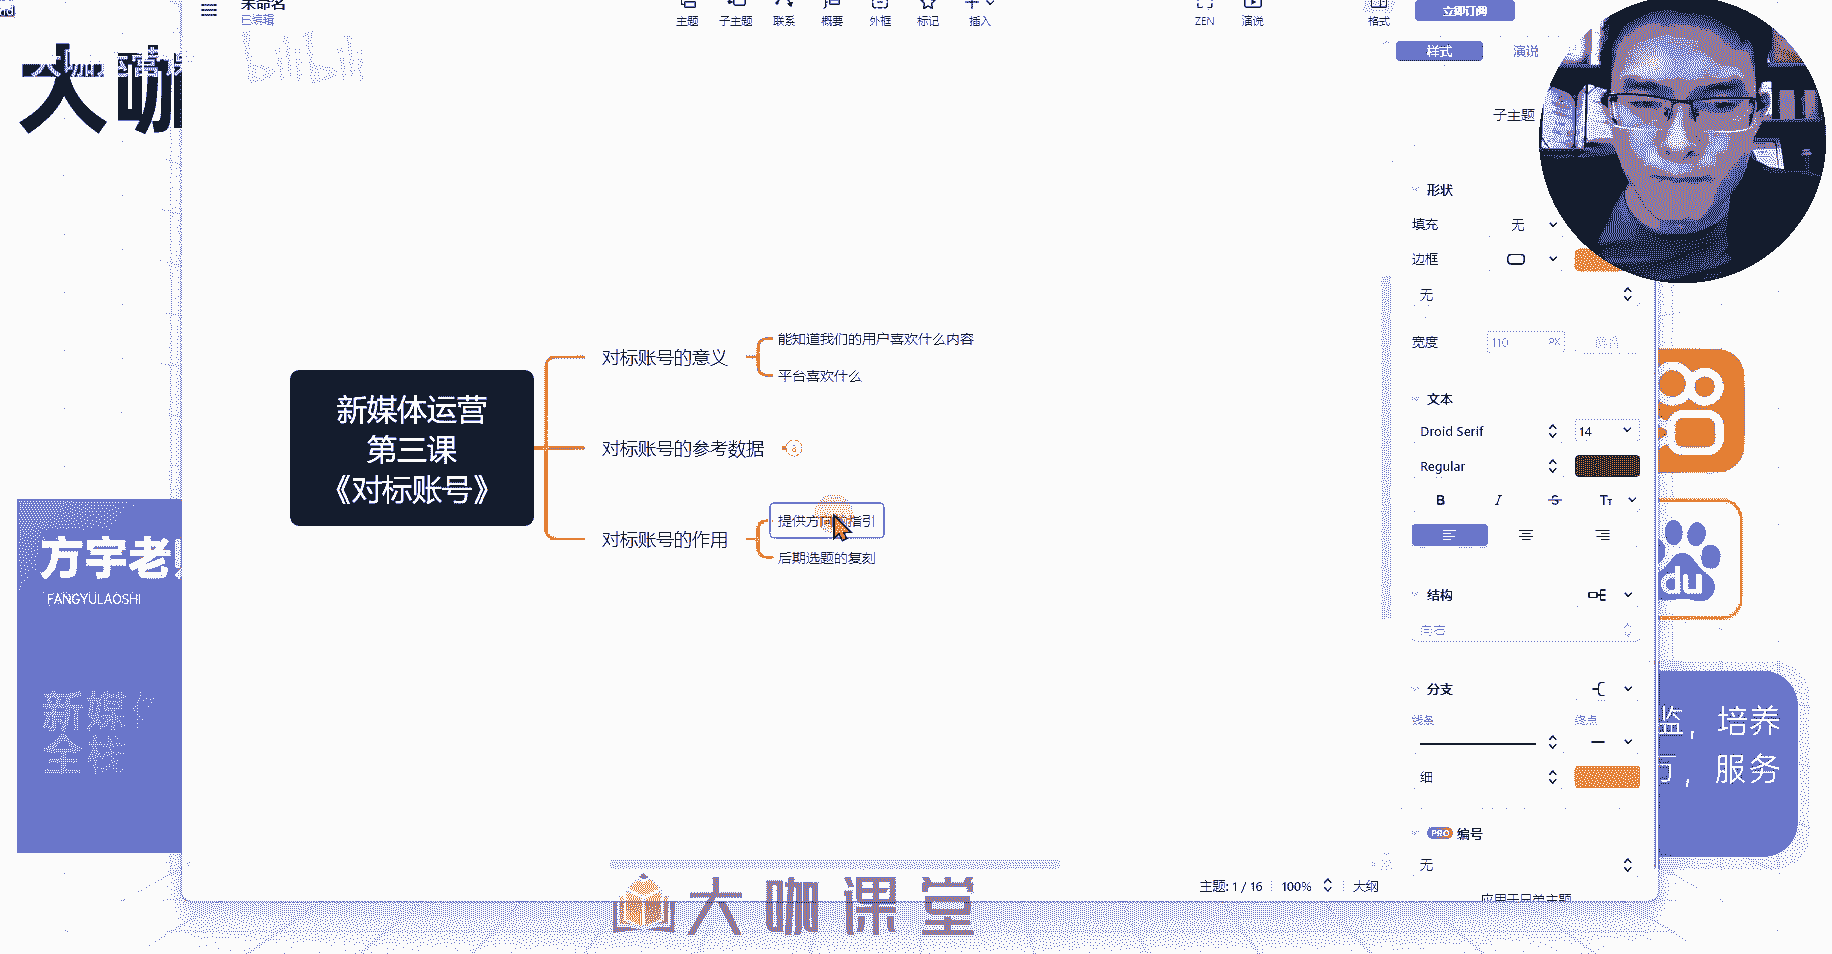 未命名
已编辑
主题
子主题
联系
概要
外框
标记
插入
ZEN
演说
格式
立即订阅
bilibili
样式
演说
子主题
大咖
形状
填充
无
边框
无
宽度
110
PX
文本
Droid Serif
14
Regular
B
I
S
TT
结构
向右
分支
线条
终点
细
PRO 编号
无
新媒体运营
第三课
《对标账号》
对标账号的意义
能知道我们的用户喜欢什么内容
平台喜欢什么
对标账号的参考数据
对标账号的作用
提供方向的指引
后期选题的复刻
方宇老
FANGYULAOSHI
新媒
全栈
du
监，培养
万，服务
主题: 1 / 16
100%
大纲
大咖课堂